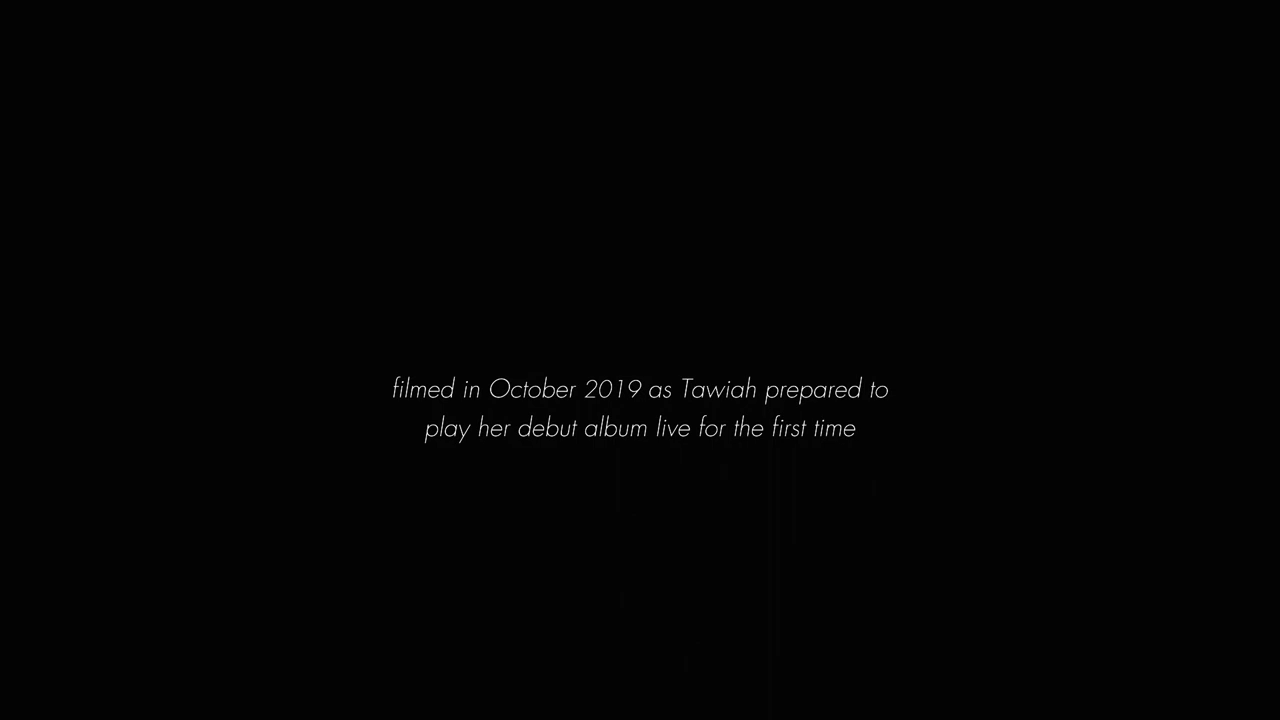 filmed in October 2019 as Tawiah prepared to
play her debut album live for the first time